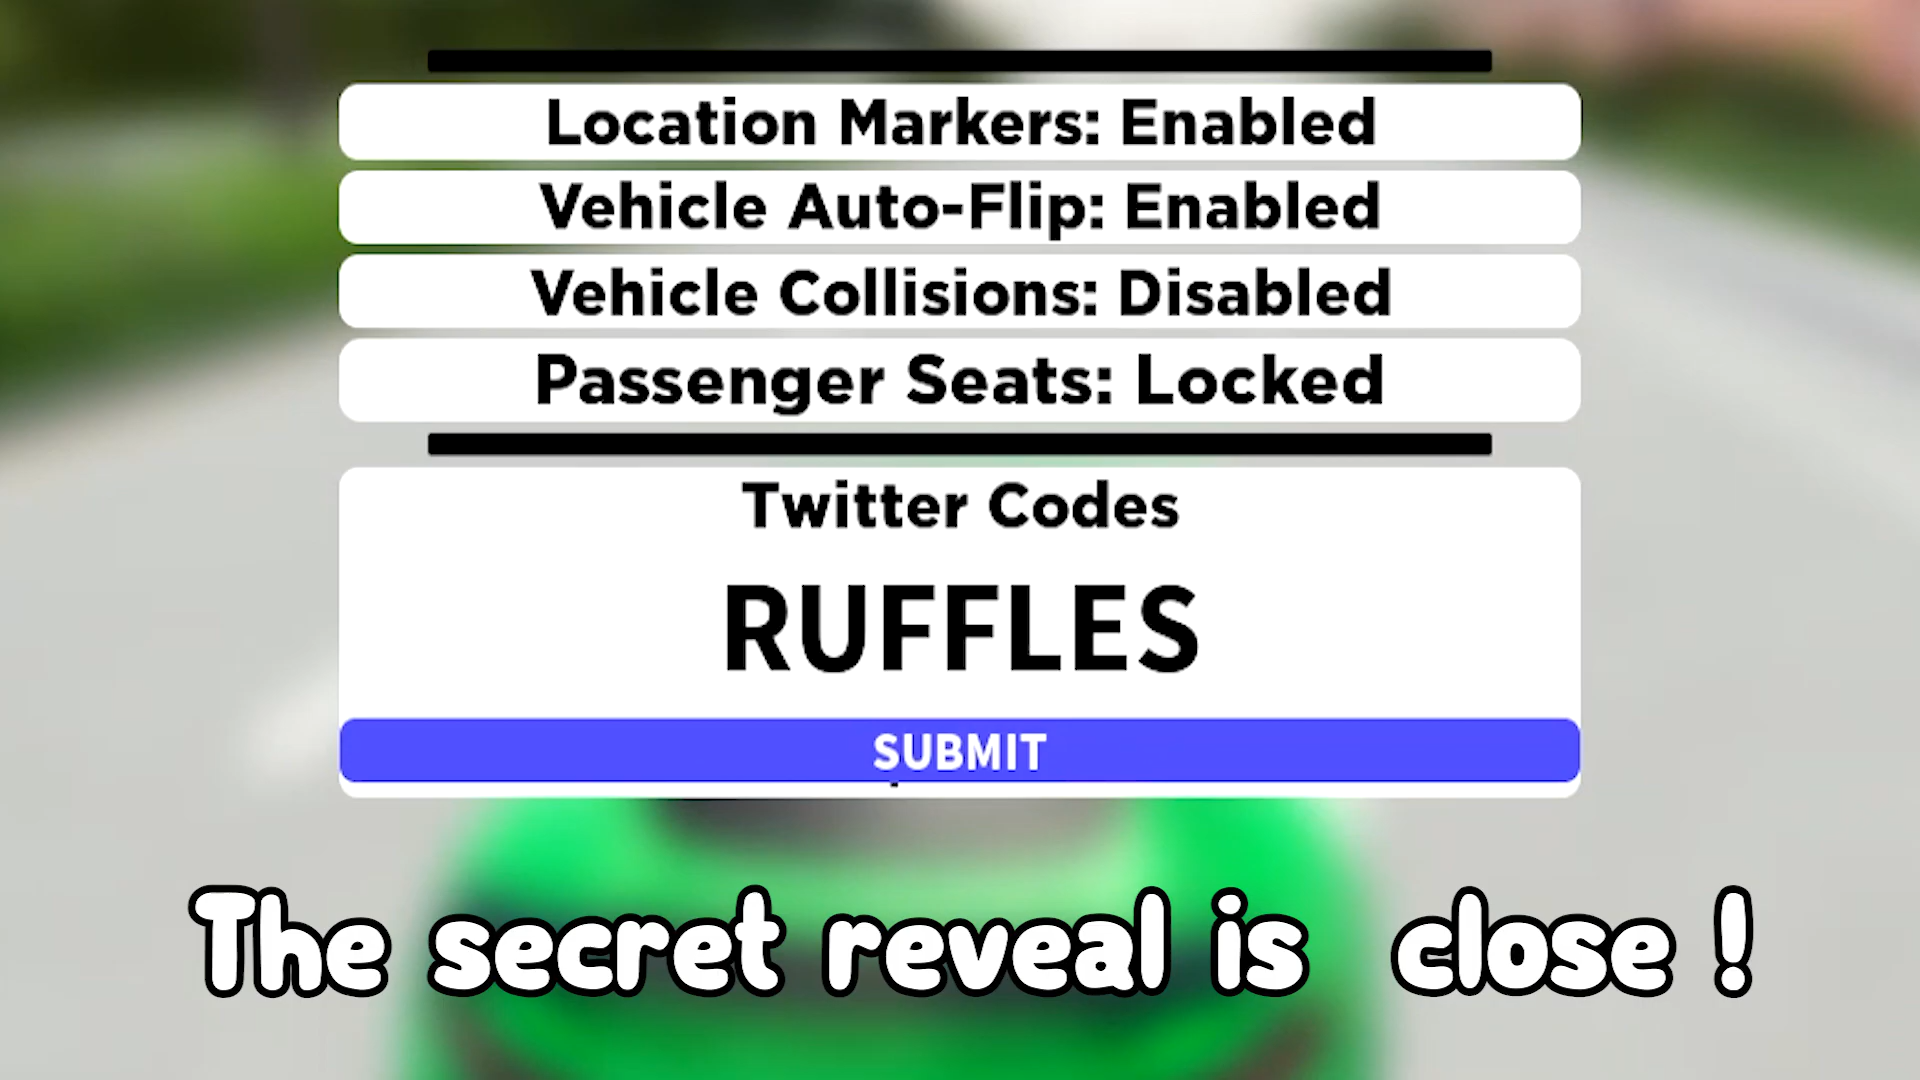 Location Markers: Enabled
Vehicle Auto-Flip: Enabled
Vehicle Collisions: Disabled
Passenger Seats: Locked
Twitter Codes
RUFFLES
SUBMIT
The secret reveal is close !